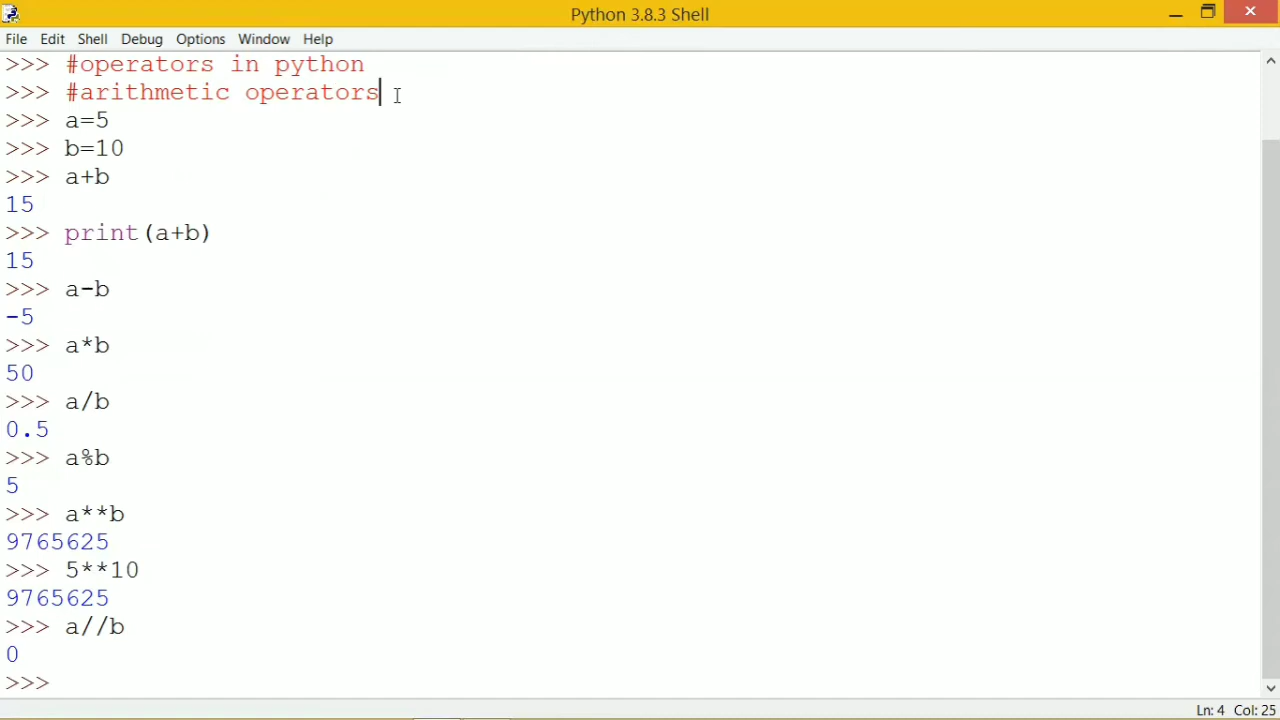 Python 3.8.3 Shell
File Edit Shell Debug Options Window Help
>>> #operators in python
>>> #arithmetic operators
>>> a=5
>>> b=10
>>> a+b
15
>>> print(a+b)
15
>>> a-b
-5
>>> a*b
50
>>> a/b
0.5
>>> a%b
5
>>> a**b
9765625
>>> 5**10
9765625
>>> a//b
0
>>>
Ln: 4 Col: 25